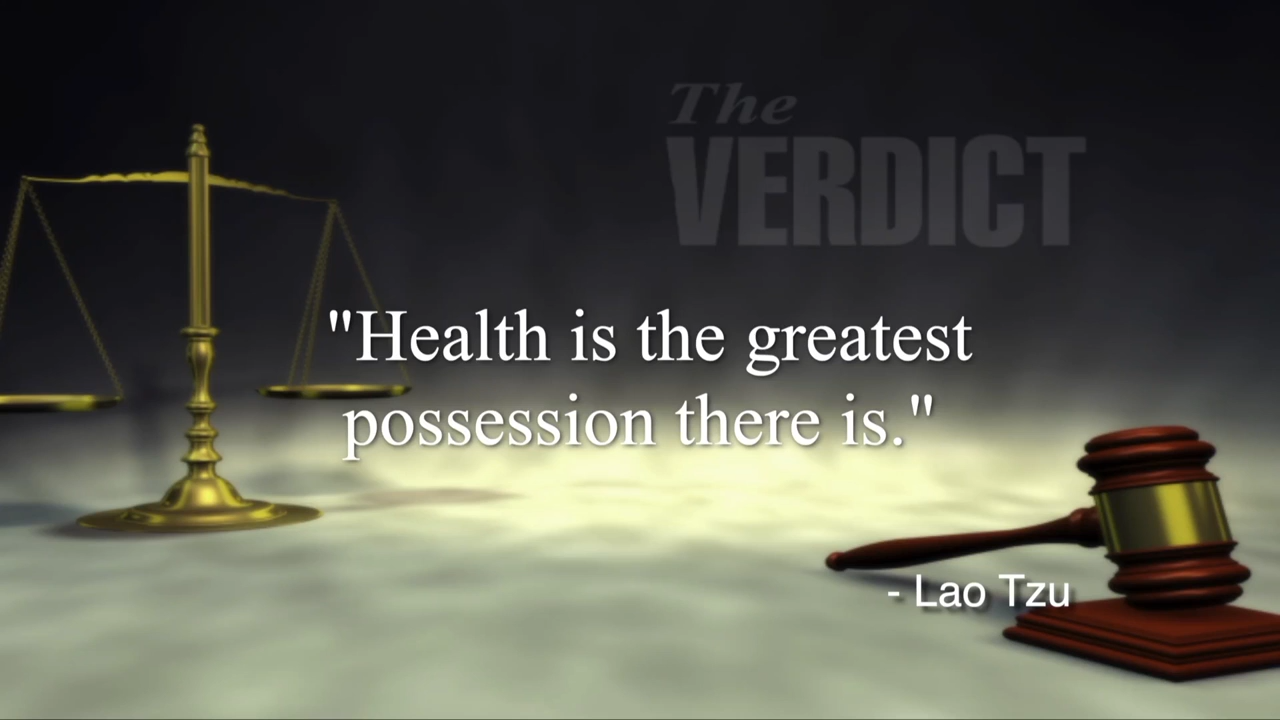 The
VERDICT
"Health is the greatest
possession there is."
- Lao Tzu